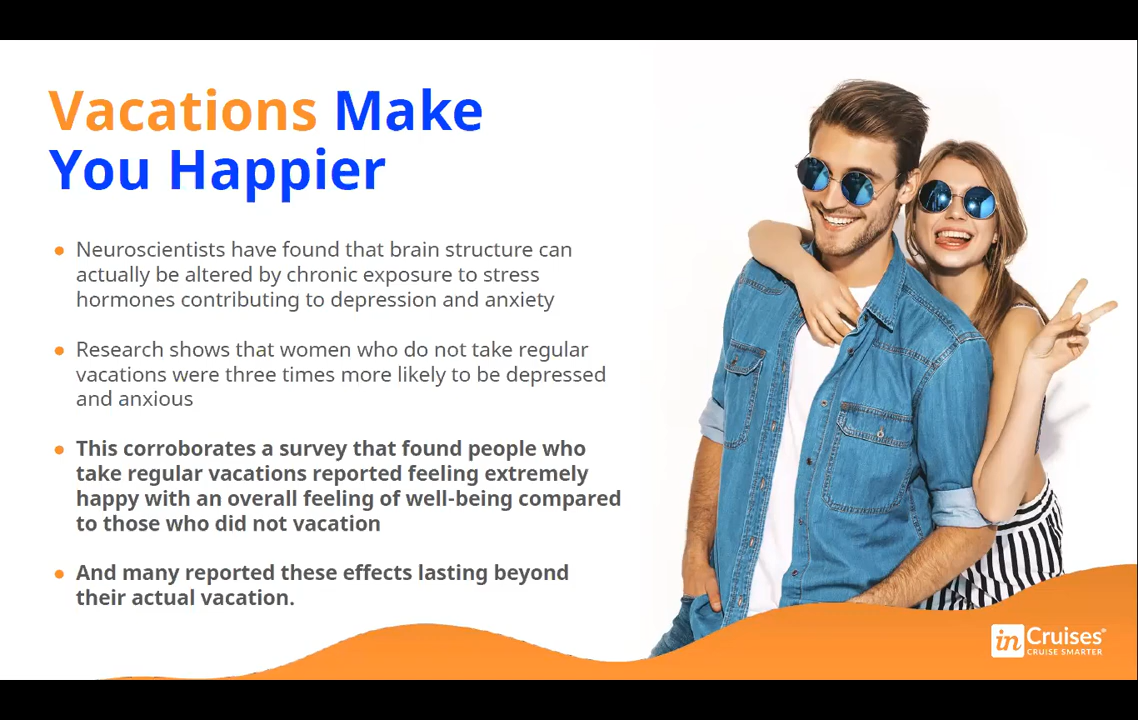 Vacations Make
You Happier
Neuroscientists have found that brain structure can
actually be altered by chronic exposure to stress
hormones contributing to depression and anxiety
Research shows that women who do not take regular
vacations were three times more likely to be depressed
and anxious
This corroborates a survey that found people who
take regular vacations reported feeling extremely
happy with an overall feeling of well-being compared
to those who did not vacation
And many reported these effects lasting beyond
their actual vacation.
inCruises®
CRUISE SMARTER